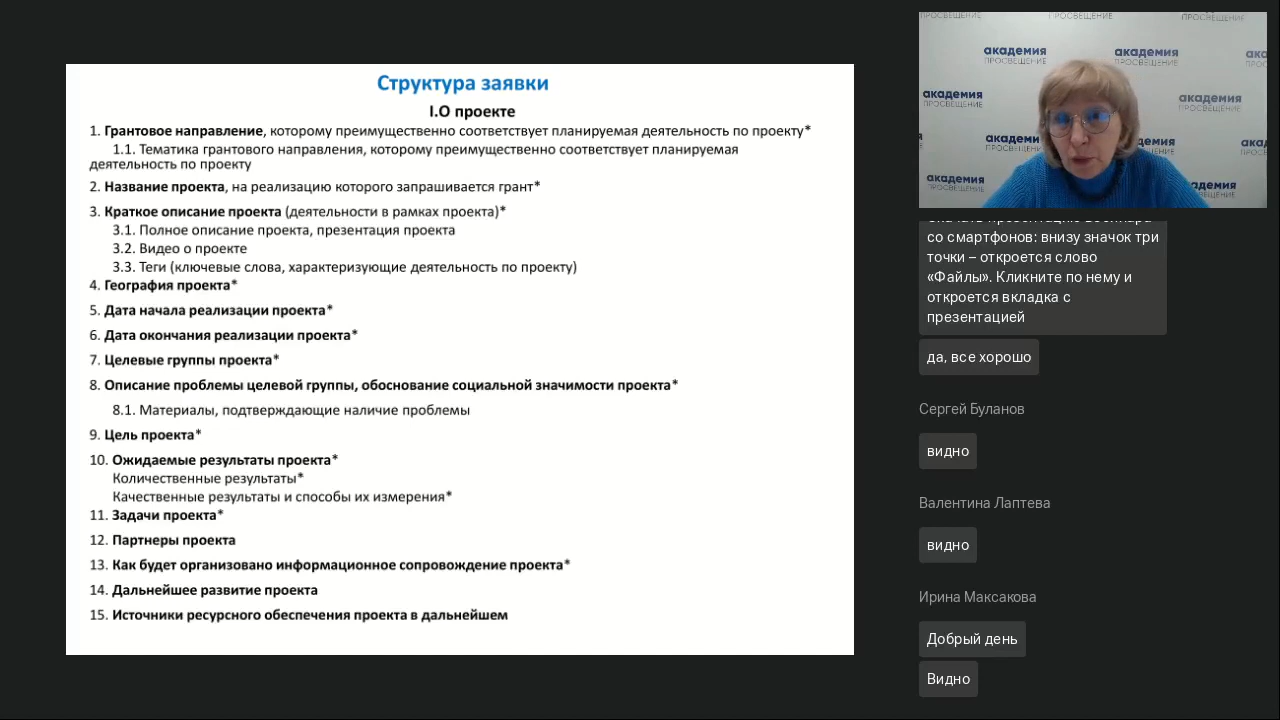 Структура заявки
I.О проекте
1. Грантовое направление, которому преимущественно соответствует планируемая деятельность по проекту*
1.1. Тематика грантового направления, которому преимущественно соответствует планируемая
деятельность по проекту
2. Название проекта, на реализацию которого запрашивается грант*
3. Краткое описание проекта (деятельности в рамках проекта)*
3.1. Полное описание проекта, презентация проекта
3.2. Видео о проекте
3.3. Теги (ключевые слова, характеризующие деятельность по проекту)
4. География проекта*
5. Дата начала реализации проекта*
6. Дата окончания реализации проекта*
7. Целевые группы проекта*
8. Описание проблемы целевой группы, обоснование социальной значимости проекта*
8.1. Материалы, подтверждающие наличие проблемы
9. Цель проекта*
10. Ожидаемые результаты проекта*
Количественные результаты*
Качественные результаты и способы их измерения*
11. Задачи проекта*
12. Партнеры проекта
13. Как будет организовано информационное сопровождение проекта*
14. Дальнейшее развитие проекта
15. Источники ресурсного обеспечения проекта в дальнейшем
академия
ПРОСВЕЩЕНИЕ
академия
ПРОСВЕЩЕНИЕ
академия
ПРОСВЕЩЕНИЕ
академия
ПРОСВЕЩЕНИЕ
академия
ПРОСВЕЩЕНИЕ
со смартфонов: внизу значок три
точки – откроется слово
«Файлы». Кликните по нему и
откроется вкладка с
презентацией
да, все хорошо
Сергей Буланов
видно
Валентина Лаптева
видно
Ирина Максакова
Добрый день
Видно